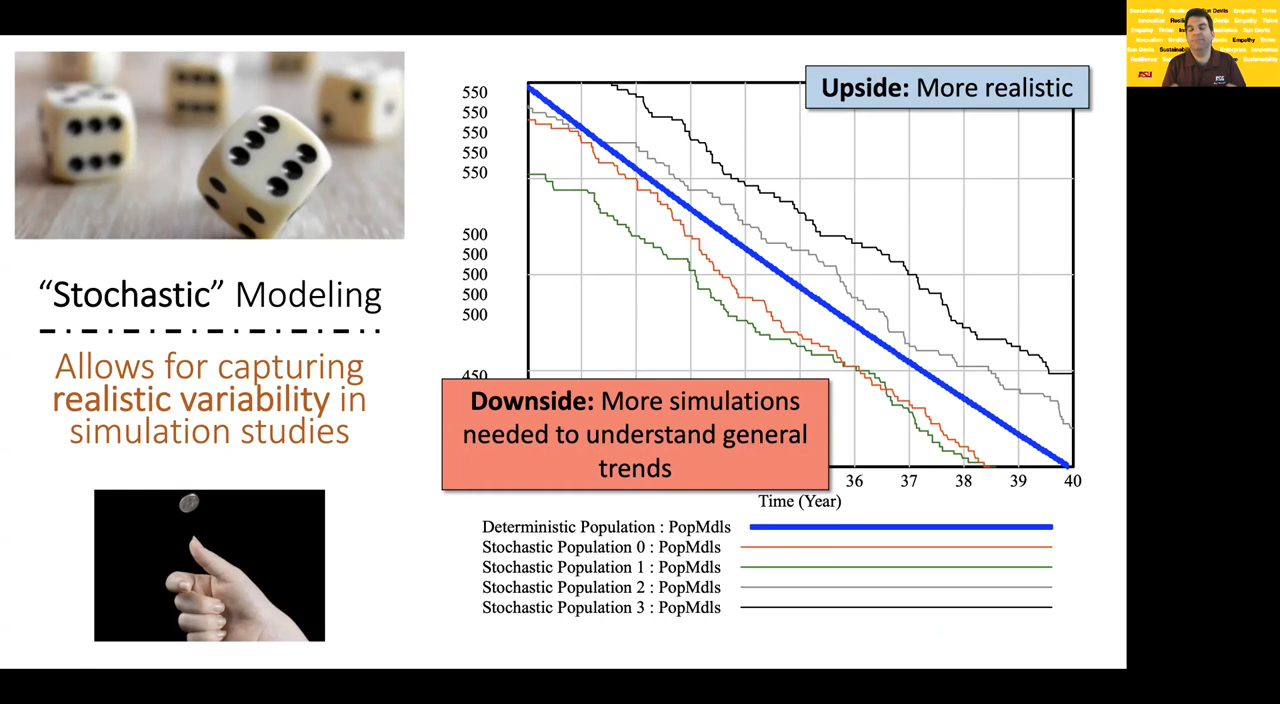 “Stochastic” Modeling
Allows for capturing
realistic variability in
simulation studies
Upside: More realistic
550
550
550
550
550
500
500
500
500
500
450
Downside: More simulations
needed to understand general
trends
36 37 38 39 40
Time (Year)
Deterministic Population : PopMdls
Stochastic Population 0 : PopMdls
Stochastic Population 1 : PopMdls
Stochastic Population 2 : PopMdls
Stochastic Population 3 : PopMdls
ASU